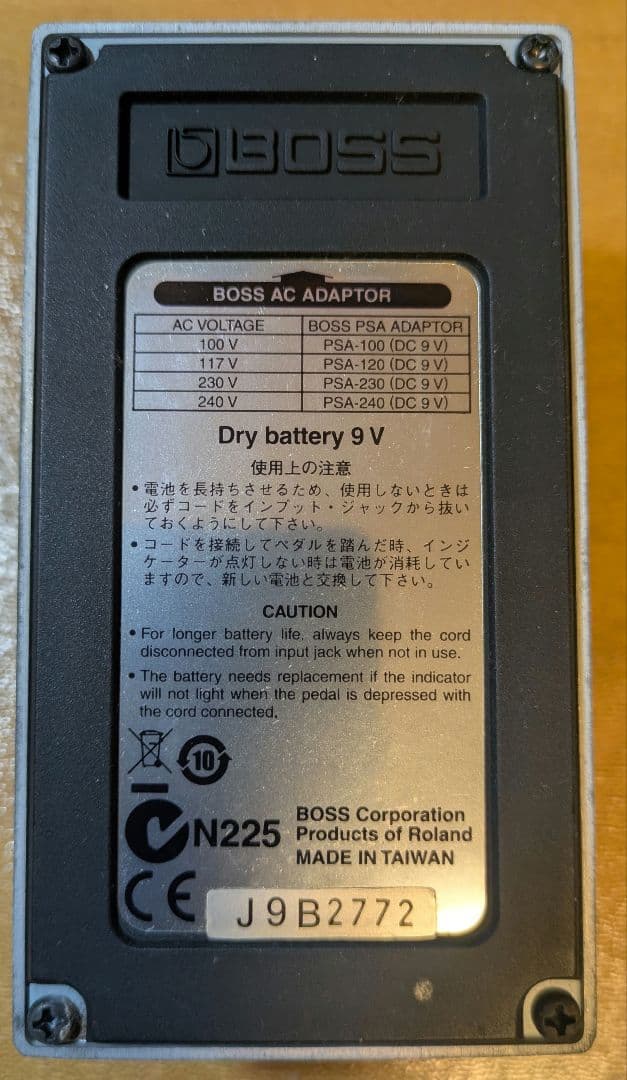 BOSS
BOSS AC ADAPTOR
AC VOLTAGE BOSS PSA ADAPTOR
100 V PSA-100 (DC 9 V)
117 V PSA-120 (DC 9 V)
230 V PSA-230 (DC 9 V)
240 V PSA-240 (DC 9 V)
Dry battery 9 V
使用上の注意
• 電池を長持ちさせるため、使用しないときは
必ずコードをインプット・ジャックから抜い
ておくようにして下さい。
• コードを接続してペダルを踏んだ時、インジ
ケーターが点灯しない時は電池が消耗してい
ますので、新しい電池と交換して下さい。
CAUTION
• For longer battery life, always keep the cord
disconnected from input jack when not in use.
• The battery needs replacement if the indicator
will not light when the pedal is depressed with
the cord connected.
10
N225
BOSS Corporation
Products of Roland
MADE IN TAIWAN
CE
J9B2772